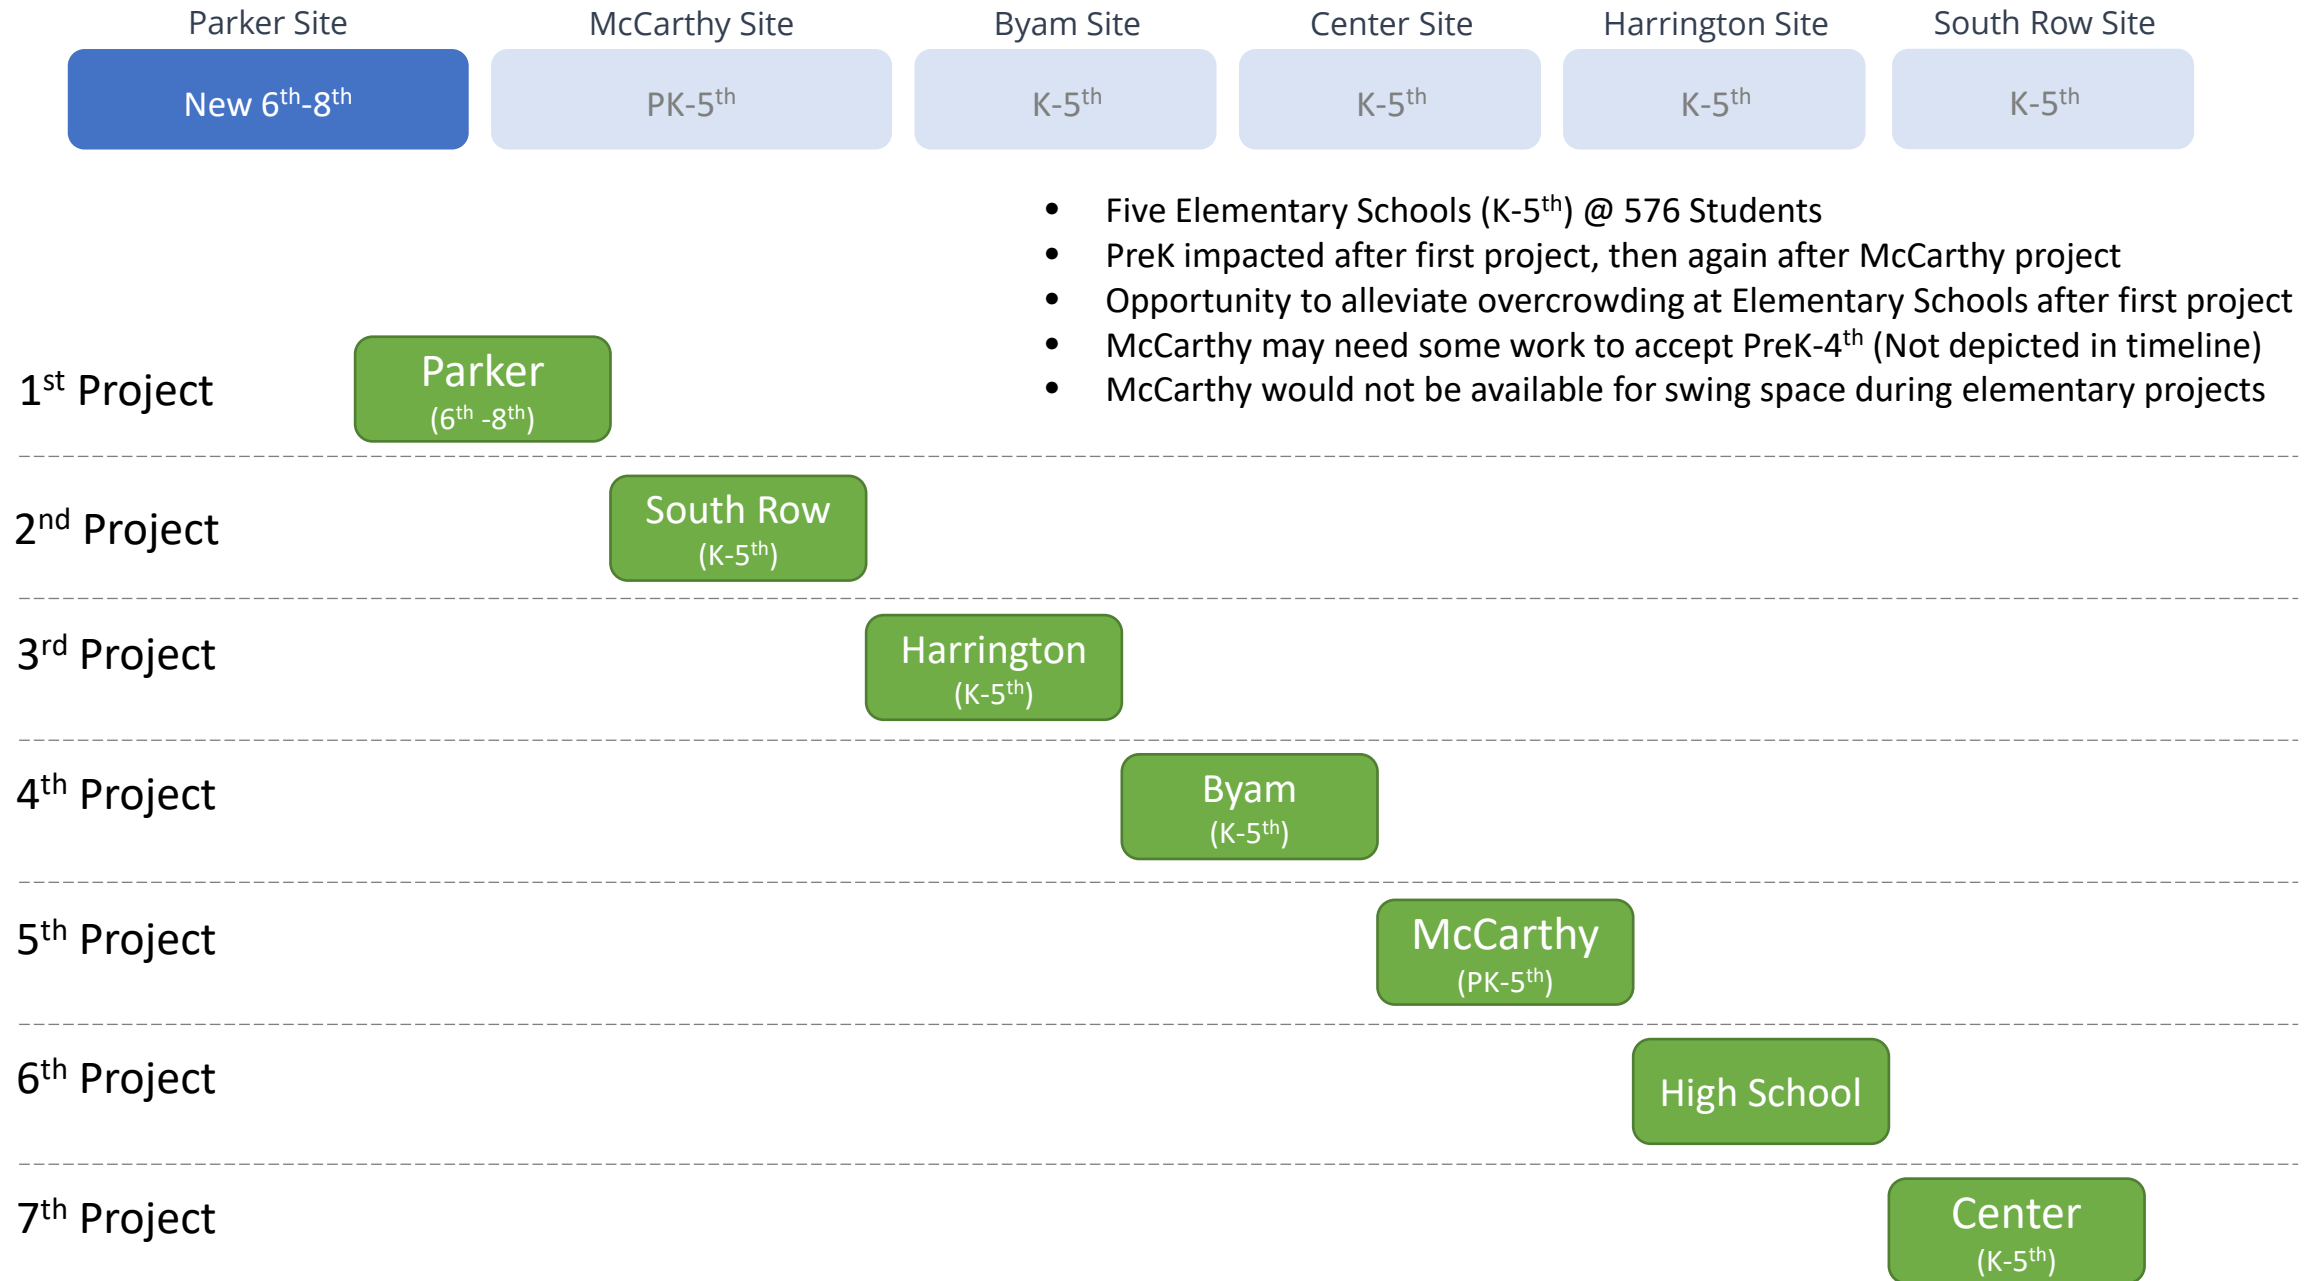 Parker Site McCarthy Site Byam Site Center Site Harrington Site South Row Site
New 6th-8th PK-5th K-5th K-5th K-5th K-5th
• Five Elementary Schools (K-5th) @ 576 Students
• PreK impacted after first project, then again after McCarthy project
• Opportunity to alleviate overcrowding at Elementary Schools after first project
• McCarthy may need some work to accept PreK-4th (Not depicted in timeline)
• McCarthy would not be available for swing space during elementary projects
1st Project
Parker
(6th -8th)
2nd Project
South Row
(K-5th)
3rd Project
Harrington
(K-5th)
4th Project
Byam
(K-5th)
5th Project
McCarthy
(PK-5th)
6th Project
High School
7th Project
Center
(K-5th)